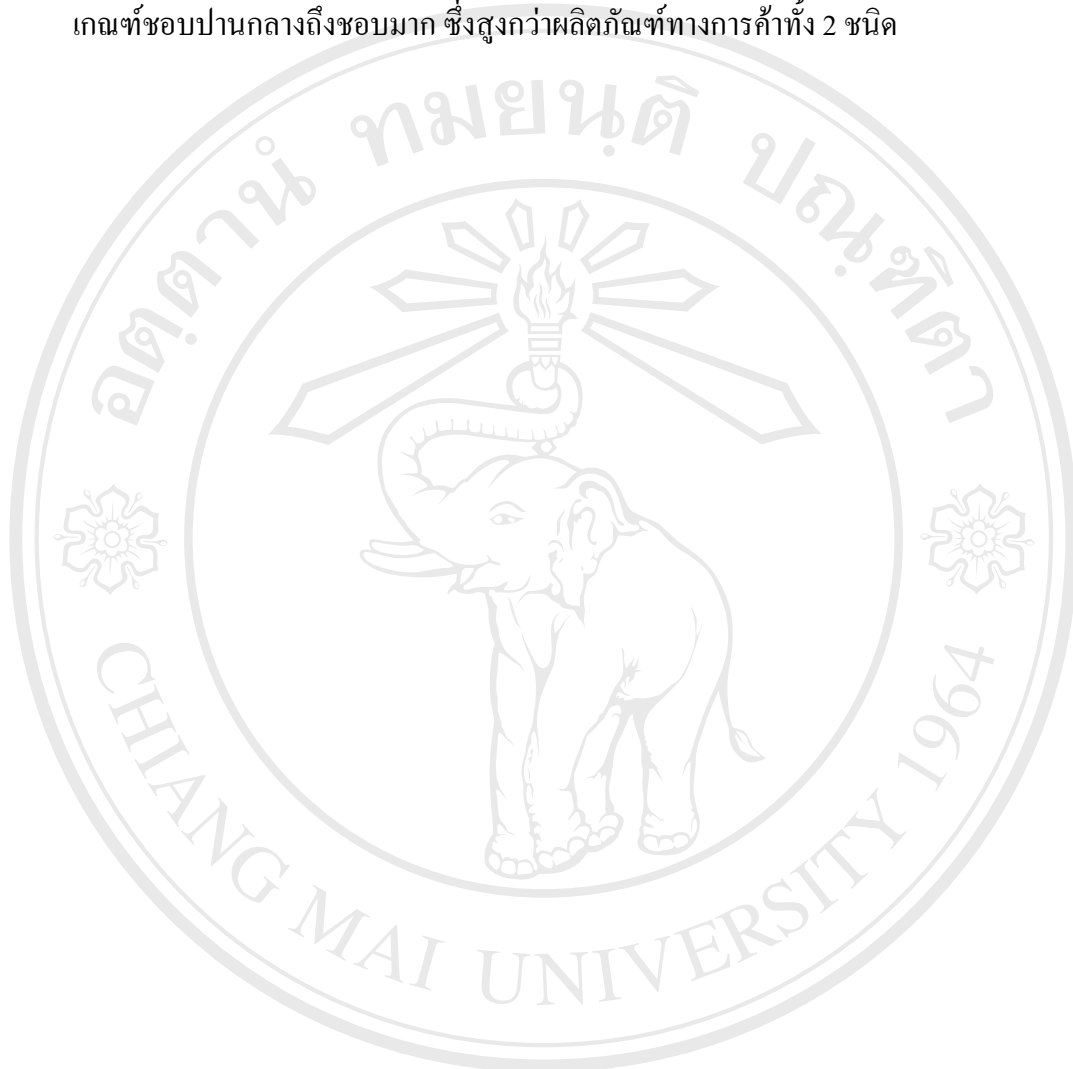 เกณฑ์ชอบปานกลางถึงชอบมาก ซึ่งสูงกว่าผลิตภัณฑ์ทางการค้าทั้ง 2 ชนิด
อตฺตานํ ทมยนฺติ ปณฺฑิตา
CHIANG MAI UNIVERSITY 1964